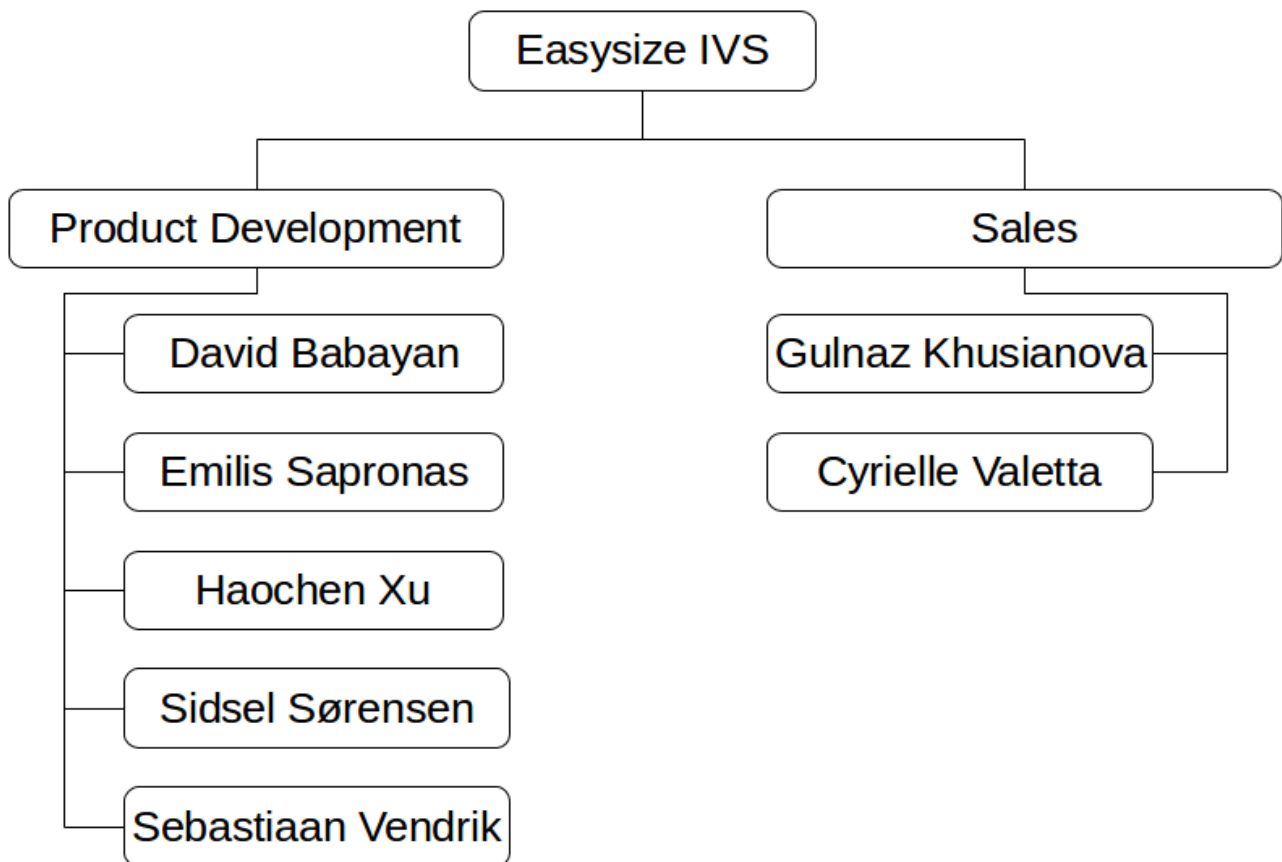 Easysize IVS
Product Development
Sales
David Babayan
Gulnaz Khusianova
Emilis Sapronas
Cyrielle Valetta
Haochen Xu
Sidsel Sørensen
Sebastiaan Vendrik